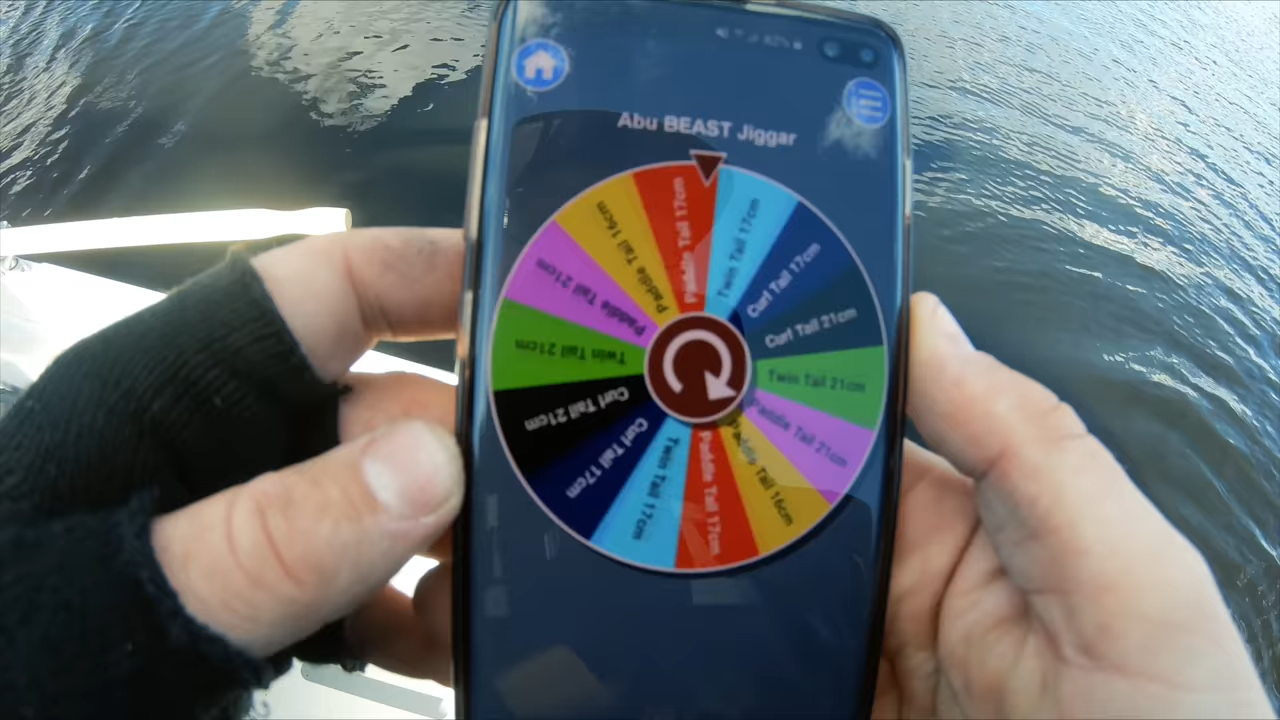 42%
Abu BEAST Jiggar
Paddle Tail 17cm
Twin Tail 17cm
Curl Tail 17cm
Curl Tail 21cm
Twin Tail 21cm
Paddle Tail 21cm
Paddle Tail 16cm
Paddle Tail 17cm
Twin Tail 17cm
Curl Tail 17cm
Curl Tail 21cm
Twin Tail 21cm
Paddle Tail 21cm
Paddle Tail 16cm